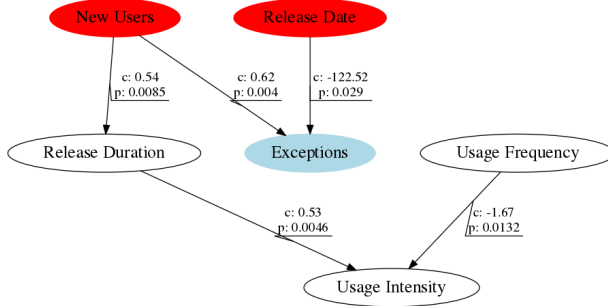 New Users
Release Date
c: 0.54
p: 0.0085
c: 0.62
p: 0.004
c: -122.52
p: 0.029
Release Duration
Exceptions
Usage Frequency
c: 0.53
p: 0.0046
c: -1.67
p: 0.0132
Usage Intensity